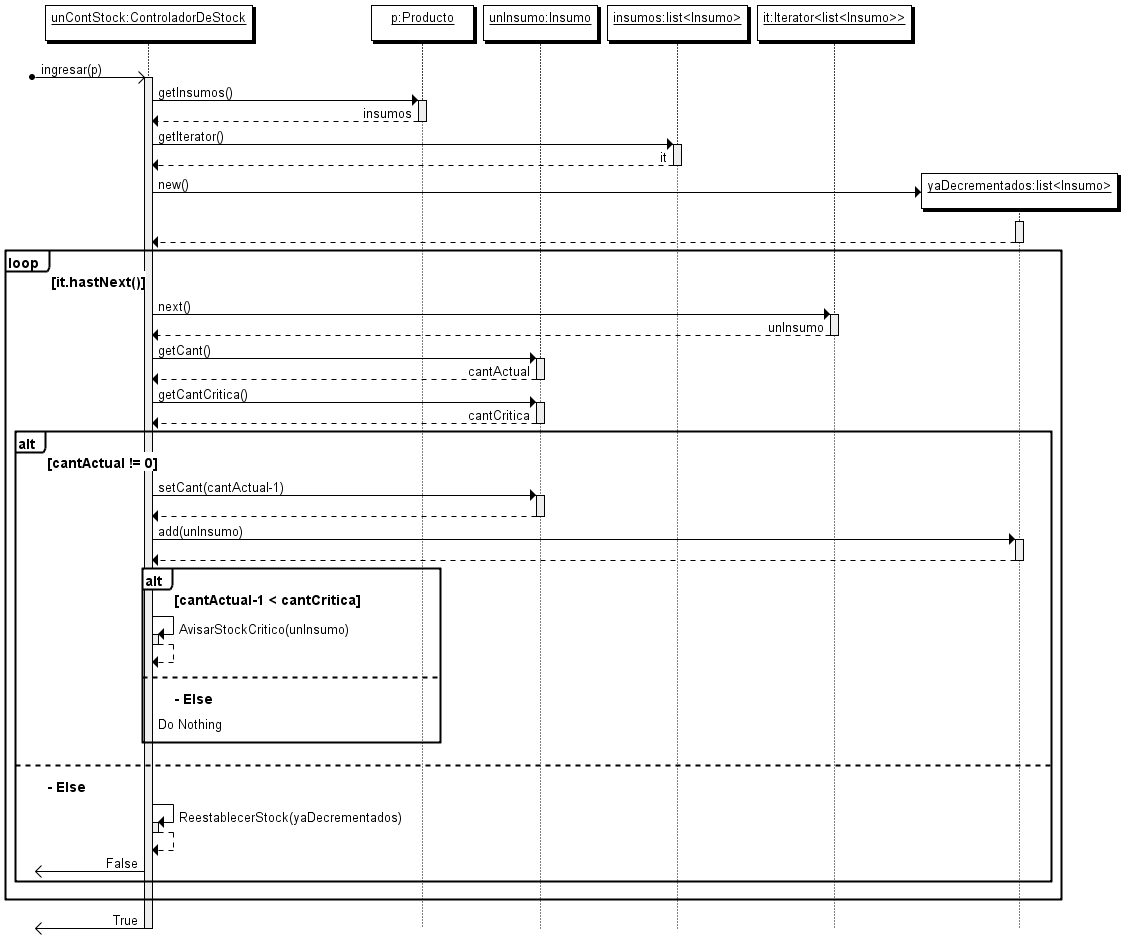 unContStock:ControladorDeStock
p:Producto
unInsumo:Insumo
insumos:list<Insumo>
it:Iterator<list<Insumo>>
ingresar(p)
getInsumos()
insumos
getIterator()
it
new()
yaDecrementados:list<Insumo>
loop
[it.hastNext()]
next()
unInsumo
getCant()
cantActual
getCantCritica()
cantCritica
alt
[cantActual != 0]
setCant(cantActual-1)
add(unInsumo)
alt
[cantActual-1 < cantCritica]
AvisarStockCritico(unInsumo)
- Else
Do Nothing
- Else
ReestablecerStock(yaDecrementados)
False
True